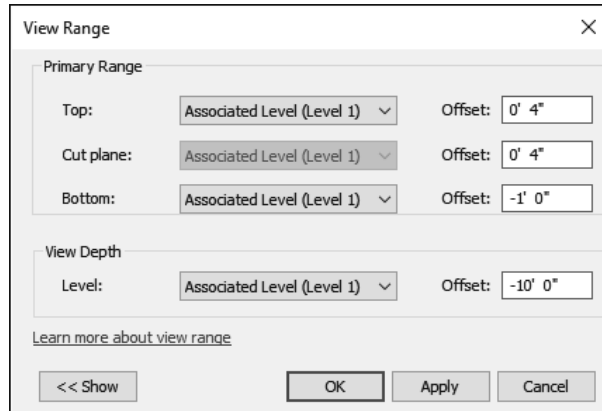 View Range
Primary Range
Top: Associated Level (Level 1) Offset: 0' 4"
Cut plane: Associated Level (Level 1) Offset: 0' 4"
Bottom: Associated Level (Level 1) Offset: -1' 0"
View Depth
Level: Associated Level (Level 1) Offset: -10' 0"
Learn more about view range
<< Show OK Apply Cancel